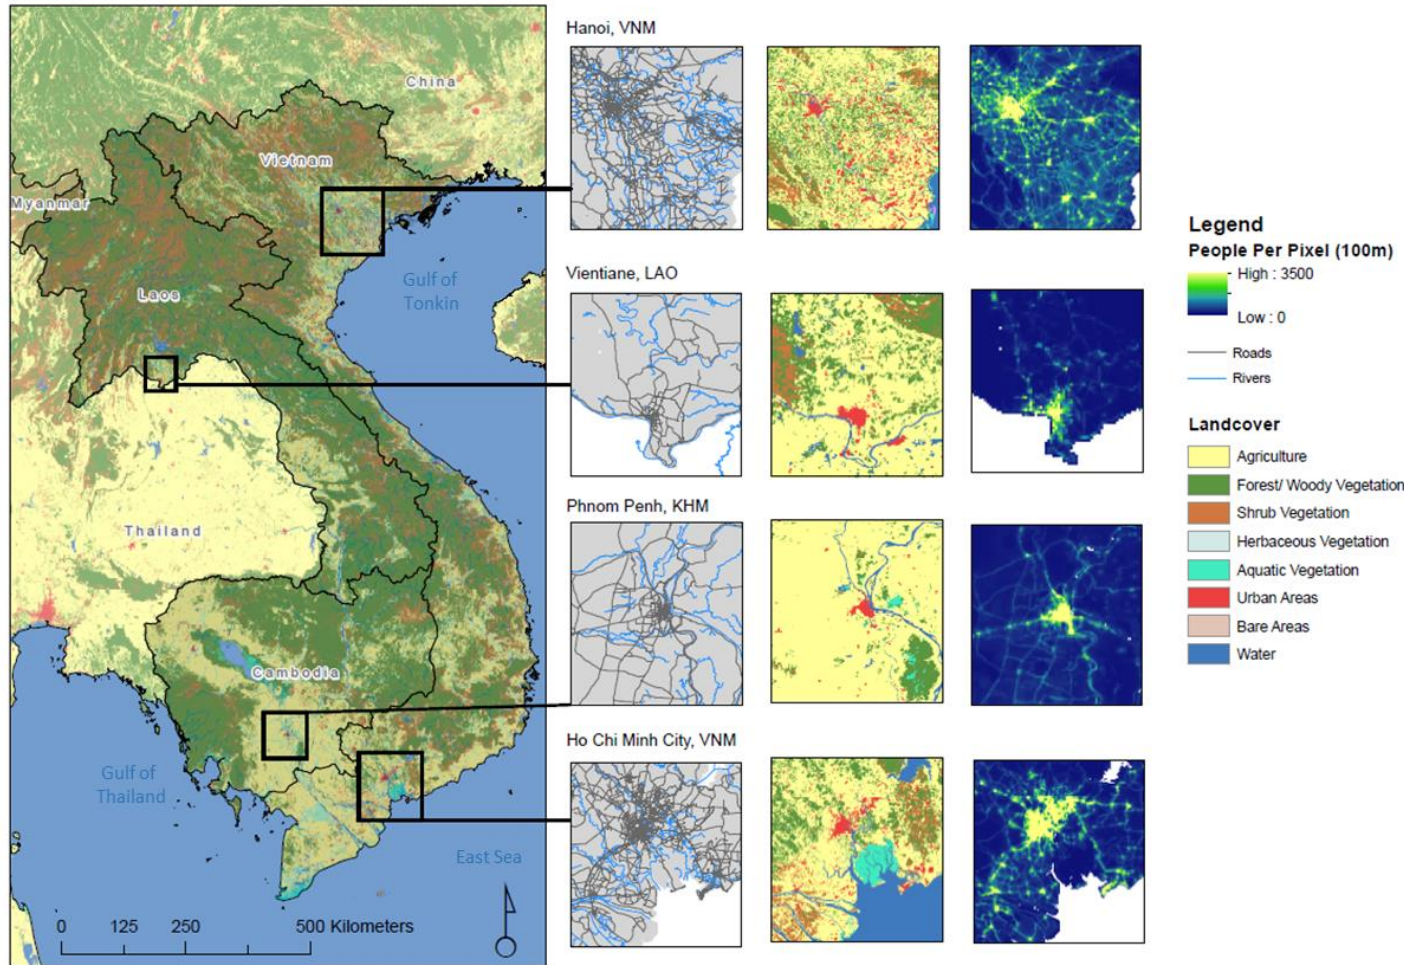 China
Vietnam
Myanmar
Gulf of
Tonkin
Laos
Thailand
Cambodia
Gulf of
Thailand
East Sea
0 125 250 500 Kilometers
Hanoi, VNM
Vientiane, LAO
Phnom Penh, KHM
Ho Chi Minh City, VNM
Legend
People Per Pixel (100m)
High : 3500
Low : 0
Roads
Rivers
Landcover
Agriculture
Forest/ Woody Vegetation
Shrub Vegetation
Herbaceous Vegetation
Aquatic Vegetation
Urban Areas
Bare Areas
Water